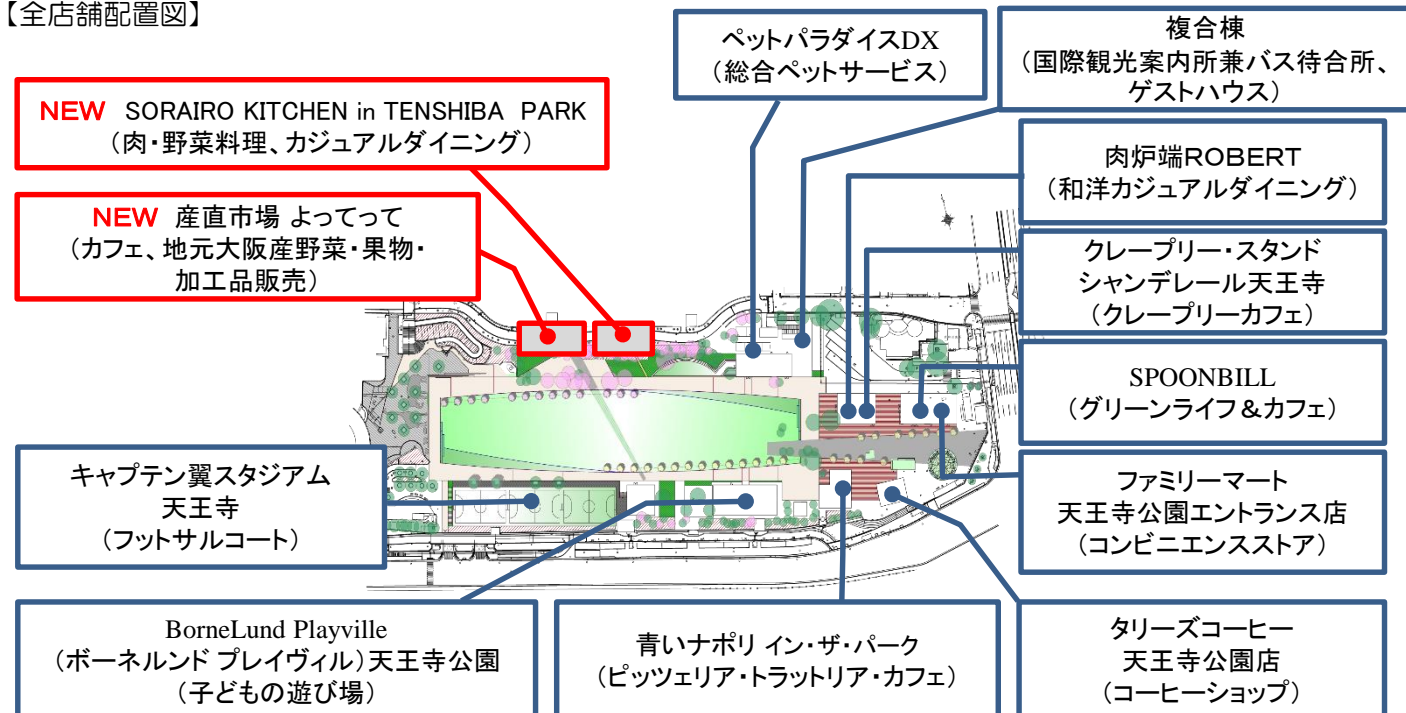 【全店舗配置図】
ペットパラダイスDX
（総合ペットサービス）
複合棟
（国際観光案内所兼バス待合所、
ゲストハウス）
NEW SORAIRO KITCHEN in TENSHIBA PARK
（肉・野菜料理、カジュアルダイニング）
肉炉端ROBERT
（和洋カジュアルダイニング）
NEW 産直市場 よってって
（カフェ、地元大阪産野菜・果物・
加工品販売）
クレープリー・スタンド
シャンデレール天王寺
（クレープリーカフェ）
SPOONBILL
（グリーンライフ＆カフェ）
キャプテン翼スタジアム
天王寺
（フットサルコート）
ファミリーマート
天王寺公園エントランス店
（コンビニエンスストア）
BorneLund Playville
（ボーネルンド プレイヴィル）天王寺公園
（子どもの遊び場）
青いナポリ イン・ザ・パーク
（ピッツェリア・トラットリア・カフェ）
タリーズコーヒー
天王寺公園店
（コーヒーショップ）